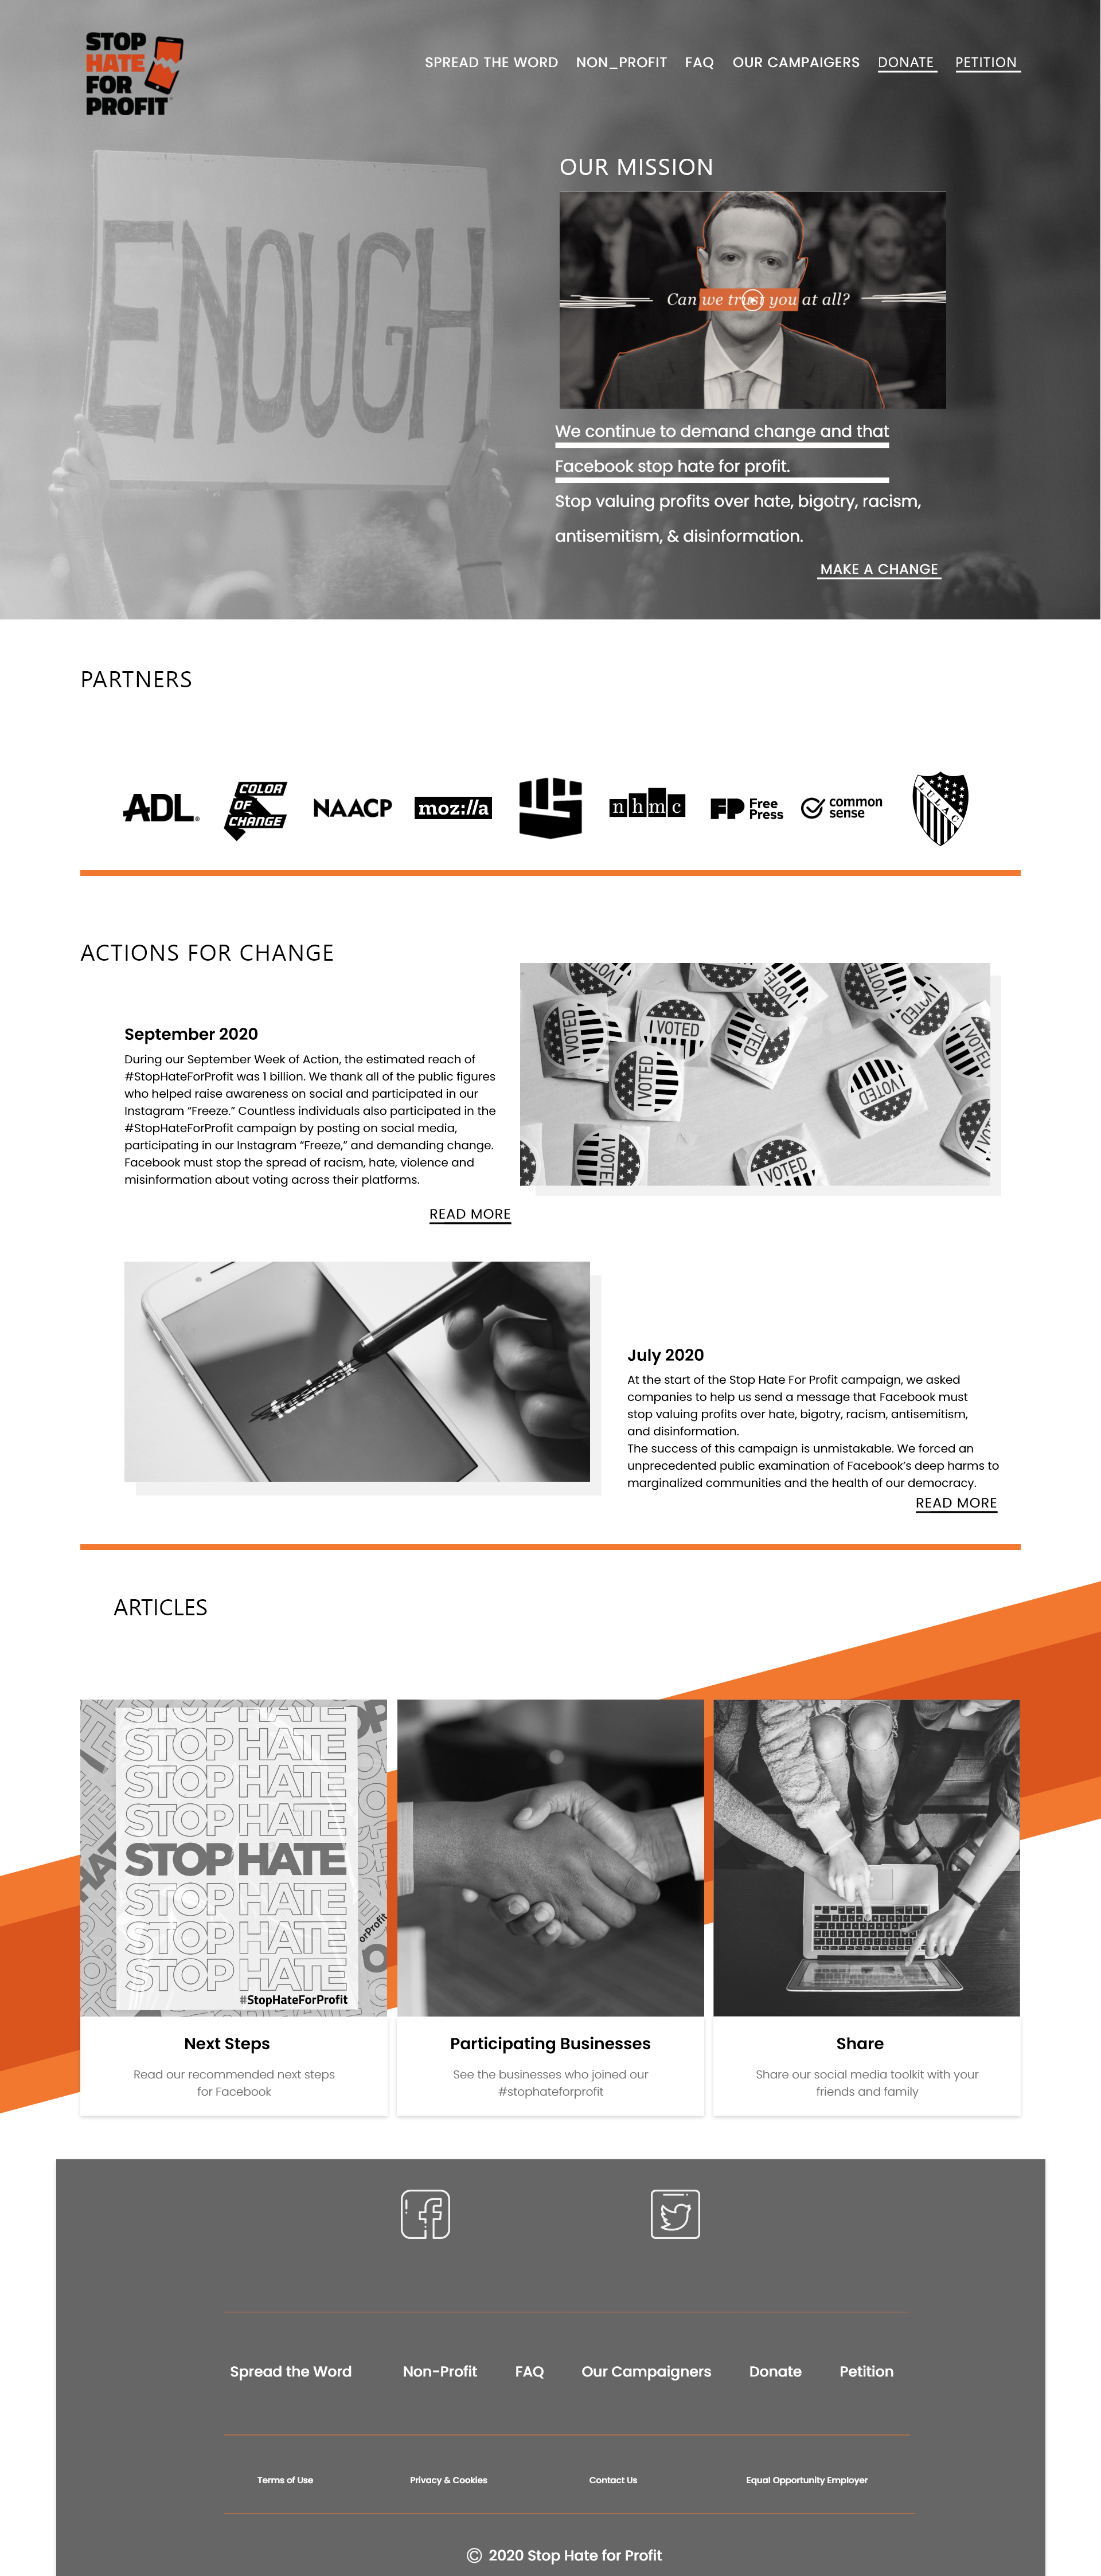 STOP
HATE
FOR
PROFIT
SPREAD THE WORD NON_PROFIT FAQ OUR CAMPAIGERS DONATE PETITION
ENOUGH
OUR MISSION
Can we trust you at all?
We continue to demand change and that
Facebook stop hate for profit.
Stop valuing profits over hate, bigotry, racism,
antisemitism, & disinformation.
MAKE A CHANGE
PARTNERS
ADL®
COLOR
OF
CHANGE
NAACP
moz://a
nhmc
FP Free
Press
common
sense
LULAC
ACTIONS FOR CHANGE
September 2020
During our September Week of Action, the estimated reach of
#StopHateForProfit was 1 billion. We thank all of the public figures
who helped raise awareness on social and participated in our
Instagram “Freeze.” Countless individuals also participated in the
#StopHateForProfit campaign by posting on social media,
participating in our Instagram “Freeze,” and demanding change.
Facebook must stop the spread of racism, hate, violence and
misinformation about voting across their platforms.
READ MORE
I VOTED
I VOTED
I VOTED
I VOTED
I VOTED
I VOTED
I VOTED
I VOTED
I VOTED
I VOTED
I VOTED
I VOTED
July 2020
At the start of the Stop Hate For Profit campaign, we asked
companies to help us send a message that Facebook must
stop valuing profits over hate, bigotry, racism, antisemitism,
and disinformation.
The success of this campaign is unmistakable. We forced an
unprecedented public examination of Facebook’s deep harms to
marginalized communities and the health of our democracy.
READ MORE
ARTICLES
STOP HATE
STOP HATE
STOP HATE
STOP HATE
STOP HATE
STOP HATE
STOP HATE
STOP HATE
#StopHateForProfit
orProfit
Next Steps
Read our recommended next steps
for Facebook
Participating Businesses
See the businesses who joined our
#stophateforprofit
Share
Share our social media toolkit with your
friends and family
Spread the Word Non-Profit FAQ Our Campaigners Donate Petition
Terms of Use Privacy & Cookies Contact Us Equal Opportunity Employer
© 2020 Stop Hate for Profit